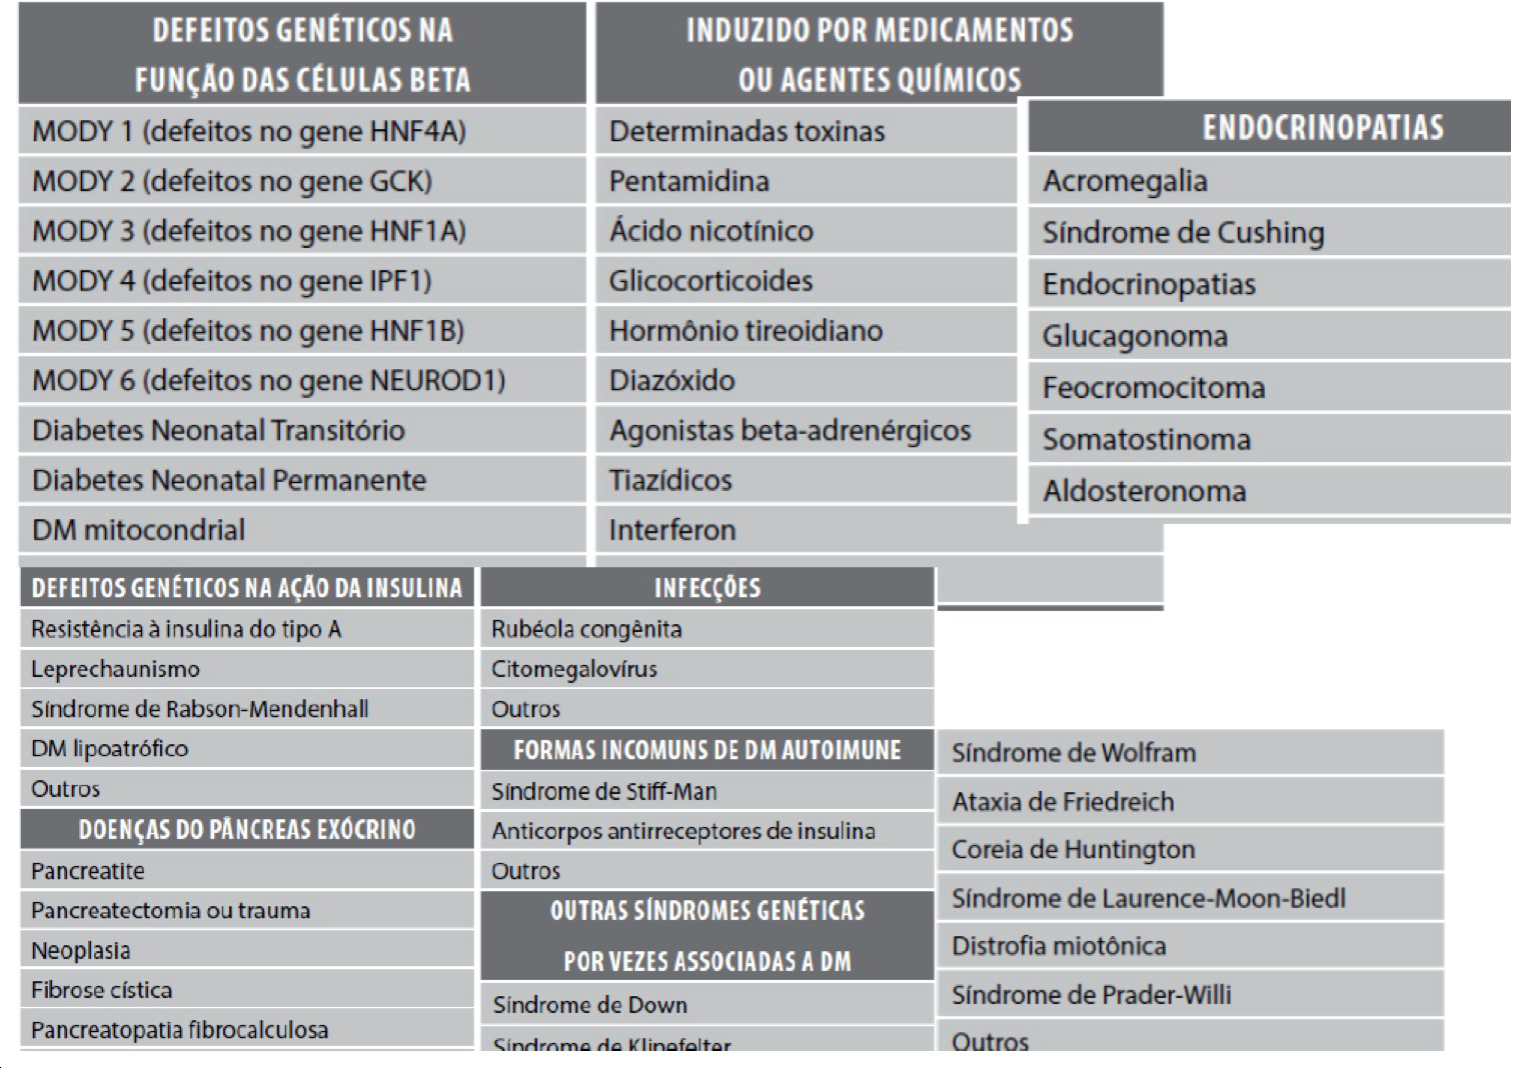 DEFEITOS GENÉTICOS NA
FUNÇÃO DAS CÉLULAS BETA
MODY 1 (defeitos no gene HNF4A)
MODY 2 (defeitos no gene GCK)
MODY 3 (defeitos no gene HNF1A)
MODY 4 (defeitos no gene IPF1)
MODY 5 (defeitos no gene HNF1B)
MODY 6 (defeitos no gene NEUROD1)
Diabetes Neonatal Transitório
Diabetes Neonatal Permanente
DM mitocondrial
INDUZIDO POR MEDICAMENTOS
OU AGENTES QUÍMICOS
Determinadas toxinas
Pentamidina
Ácido nicotínico
Glicocorticoides
Hormônio tireoidiano
Diazóxido
Agonistas beta-adrenérgicos
Tiazídicos
Interferon
ENDOCRINOPATIAS
Acromegalia
Síndrome de Cushing
Endocrinopatias
Glucagonoma
Feocromocitoma
Somatostinoma
Aldosteronoma
DEFEITOS GENÉTICOS NA AÇÃO DA INSULINA
Resistência à insulina do tipo A
Leprechaunismo
Síndrome de Rabson-Mendenhall
DM lipoatrófico
Outros
DOENÇAS DO PÂNCREAS EXÓCRINO
Pancreatite
Pancreatectomia ou trauma
Neoplasia
Fibrose cística
Pancreatopatia fibrocalculosa
INFECÇÕES
Rubéola congênita
Citomegalovírus
Outros
FORMAS INCOMUNS DE DM AUTOIMUNE
Síndrome de Stiff-Man
Anticorpos antirreceptores de insulina
Outros
OUTRAS SÍNDROMES GENÉTICAS
POR VEZES ASSOCIADAS A DM
Síndrome de Down
Síndrome de Klinefelter
Síndrome de Wolfram
Ataxia de Friedreich
Coreia de Huntington
Síndrome de Laurence-Moon-Biedl
Distrofia miotônica
Síndrome de Prader-Willi
Outros